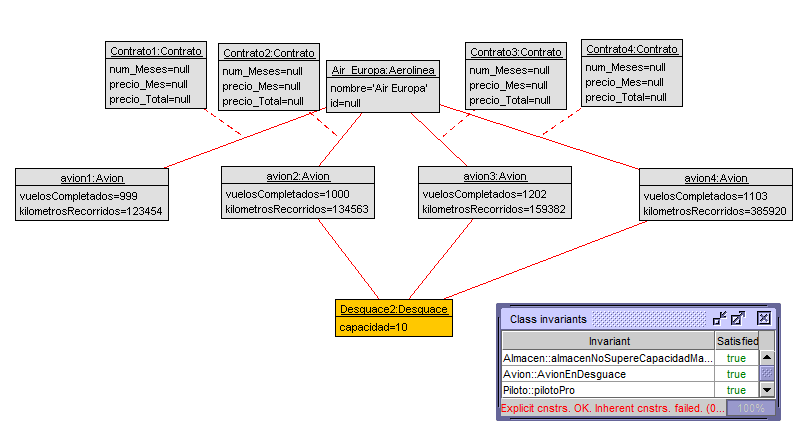 Contrato1:Contrato
num_Meses=null
precio_Mes=null
precio_Total=null
Contrato2:Contrato
num_Meses=null
precio_Mes=null
precio_Total=null
Air_Europa:Aerolinea
nombre='Air Europa'
id=null
Contrato3:Contrato
num_Meses=null
precio_Mes=null
precio_Total=null
Contrato4:Contrato
num_Meses=null
precio_Mes=null
precio_Total=null
avion1:Avion
vuelosCompletados=999
kilometrosRecorridos=123454
avion2:Avion
vuelosCompletados=1000
kilometrosRecorridos=134563
avion3:Avion
vuelosCompletados=1202
kilometrosRecorridos=159382
avion4:Avion
vuelosCompletados=1103
kilometrosRecorridos=385920
Desguace2:Desguace
capacidad=10
Class invariants
Invariant Satisfied
Almacen::almacenNoSupereCapacidadMa... true
Avion::AvionEnDesguace true
Piloto::pilotoPro true
Explicit cnstrs. OK. Inherent cnstrs. failed. (0... 100%